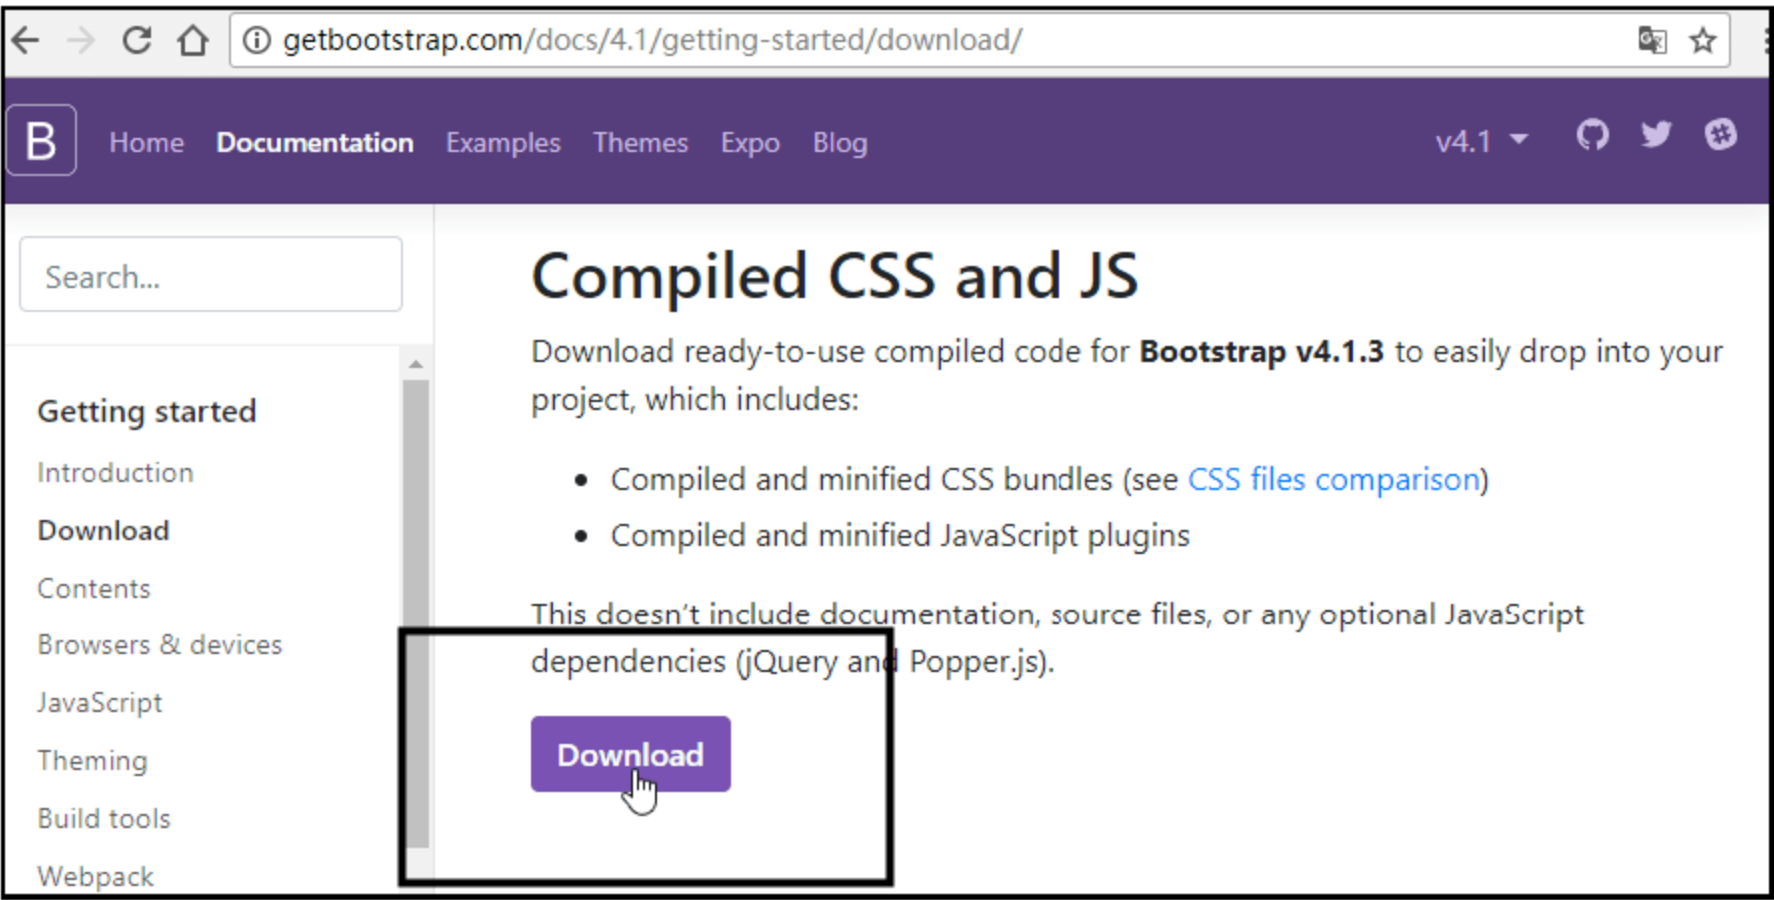 getbootstrap.com/docs/4.1/getting-started/download/
B Home Documentation Examples Themes Expo Blog v4.1
Search...
Getting started
Introduction
Download
Contents
Browsers & devices
JavaScript
Theming
Build tools
Webpack
Compiled CSS and JS
Download ready-to-use compiled code for Bootstrap v4.1.3 to easily drop into your
project, which includes:
• Compiled and minified CSS bundles (see CSS files comparison)
• Compiled and minified JavaScript plugins
This doesn’t include documentation, source files, or any optional JavaScript
dependencies (jQuery and Popper.js).
Download